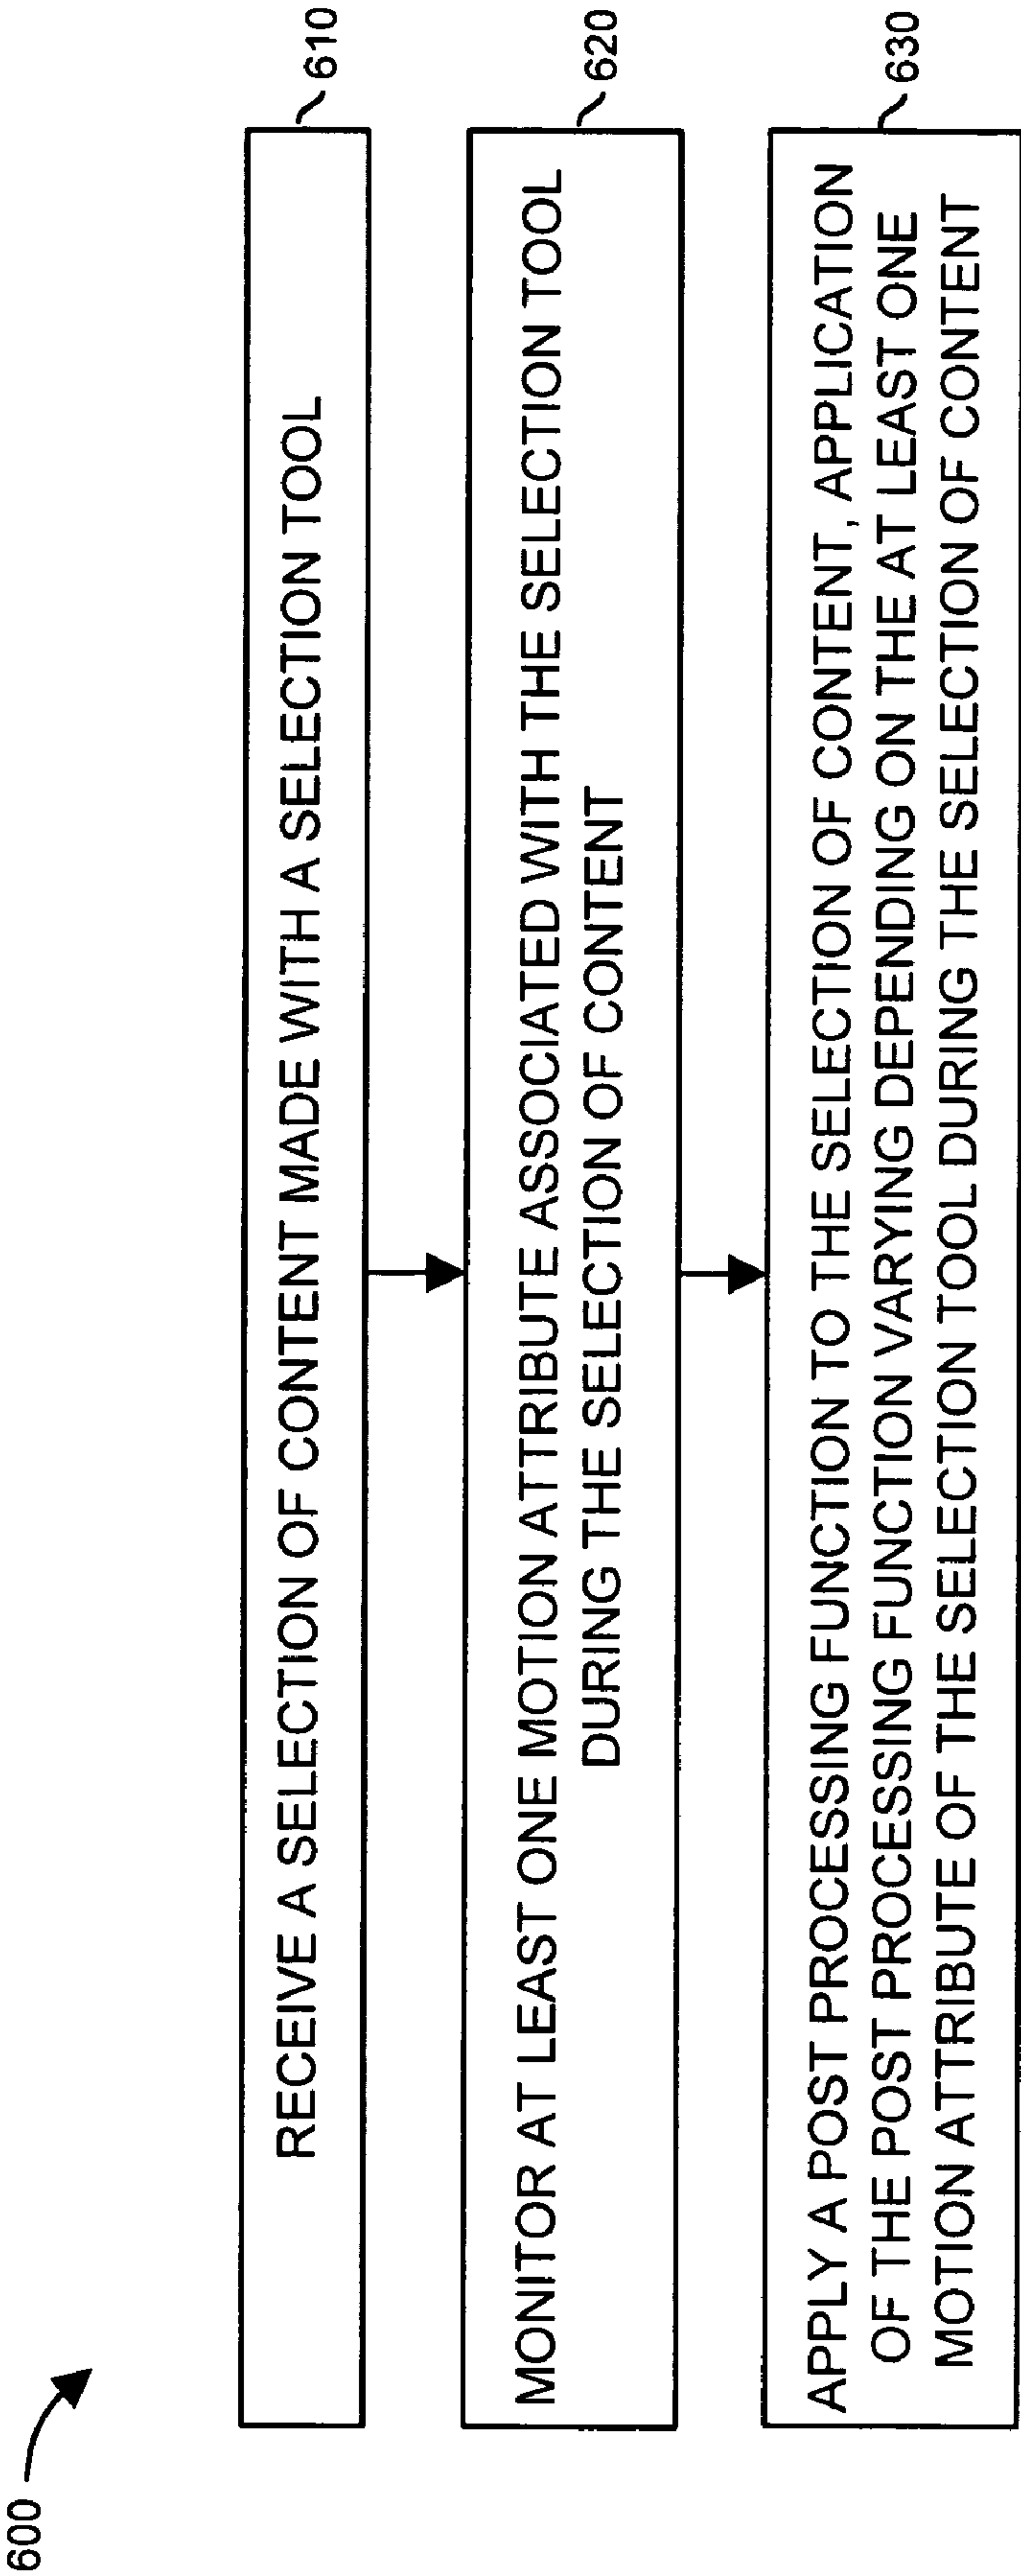 600
RECEIVE A SELECTION OF CONTENT MADE WITH A SELECTION TOOL
610
MONITOR AT LEAST ONE MOTION ATTRIBUTE ASSOCIATED WITH THE SELECTION TOOL
DURING THE SELECTION OF CONTENT
620
APPLY A POST PROCESSING FUNCTION TO THE SELECTION OF CONTENT, APPLICATION
OF THE POST PROCESSING FUNCTION VARYING DEPENDING ON THE AT LEAST ONE
MOTION ATTRIBUTE OF THE SELECTION TOOL DURING THE SELECTION OF CONTENT
630